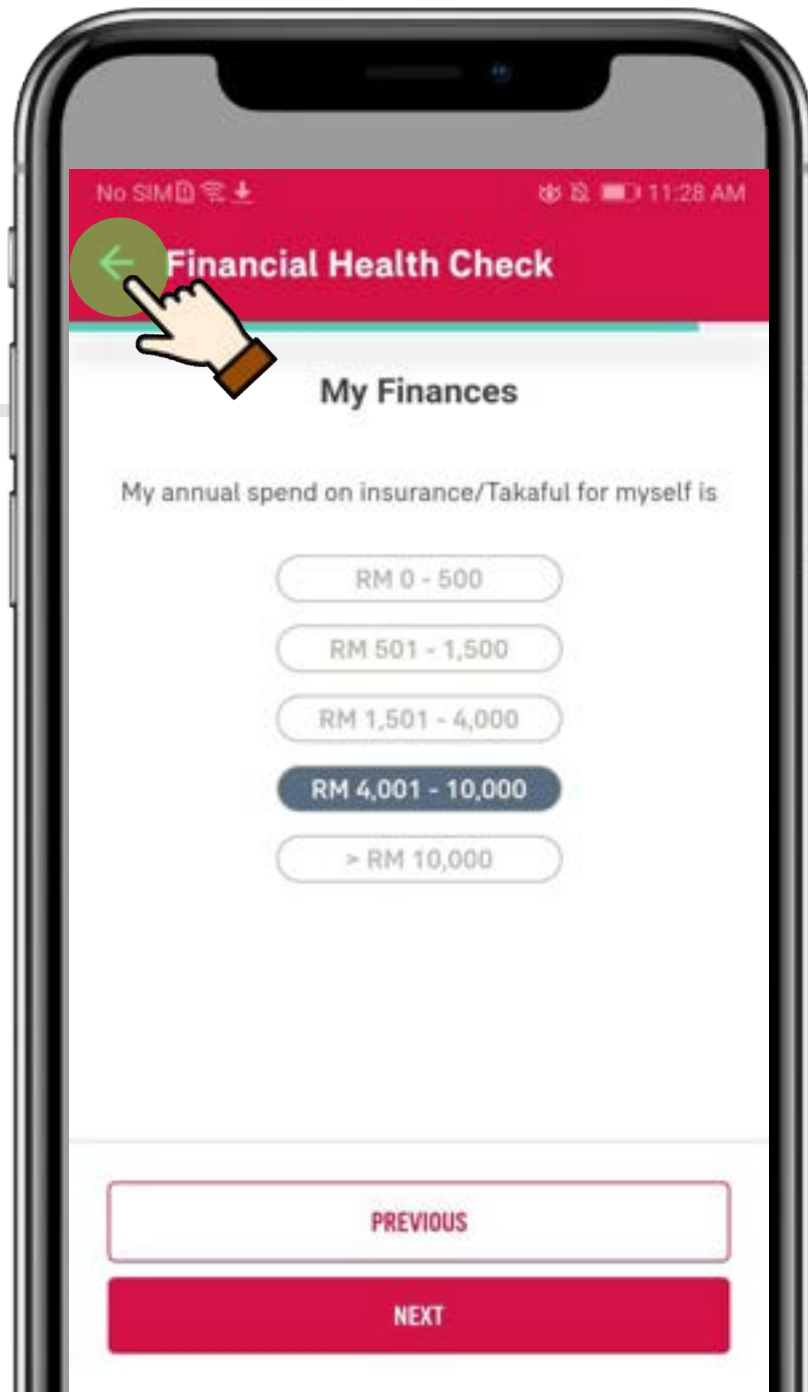 No SIM 11:28 AM
Financial Health Check
My Finances
My annual spend on insurance/Takaful for myself is
RM 0 - 500
RM 501 - 1,500
RM 1,501 - 4,000
RM 4,001 - 10,000
> RM 10,000
PREVIOUS
NEXT